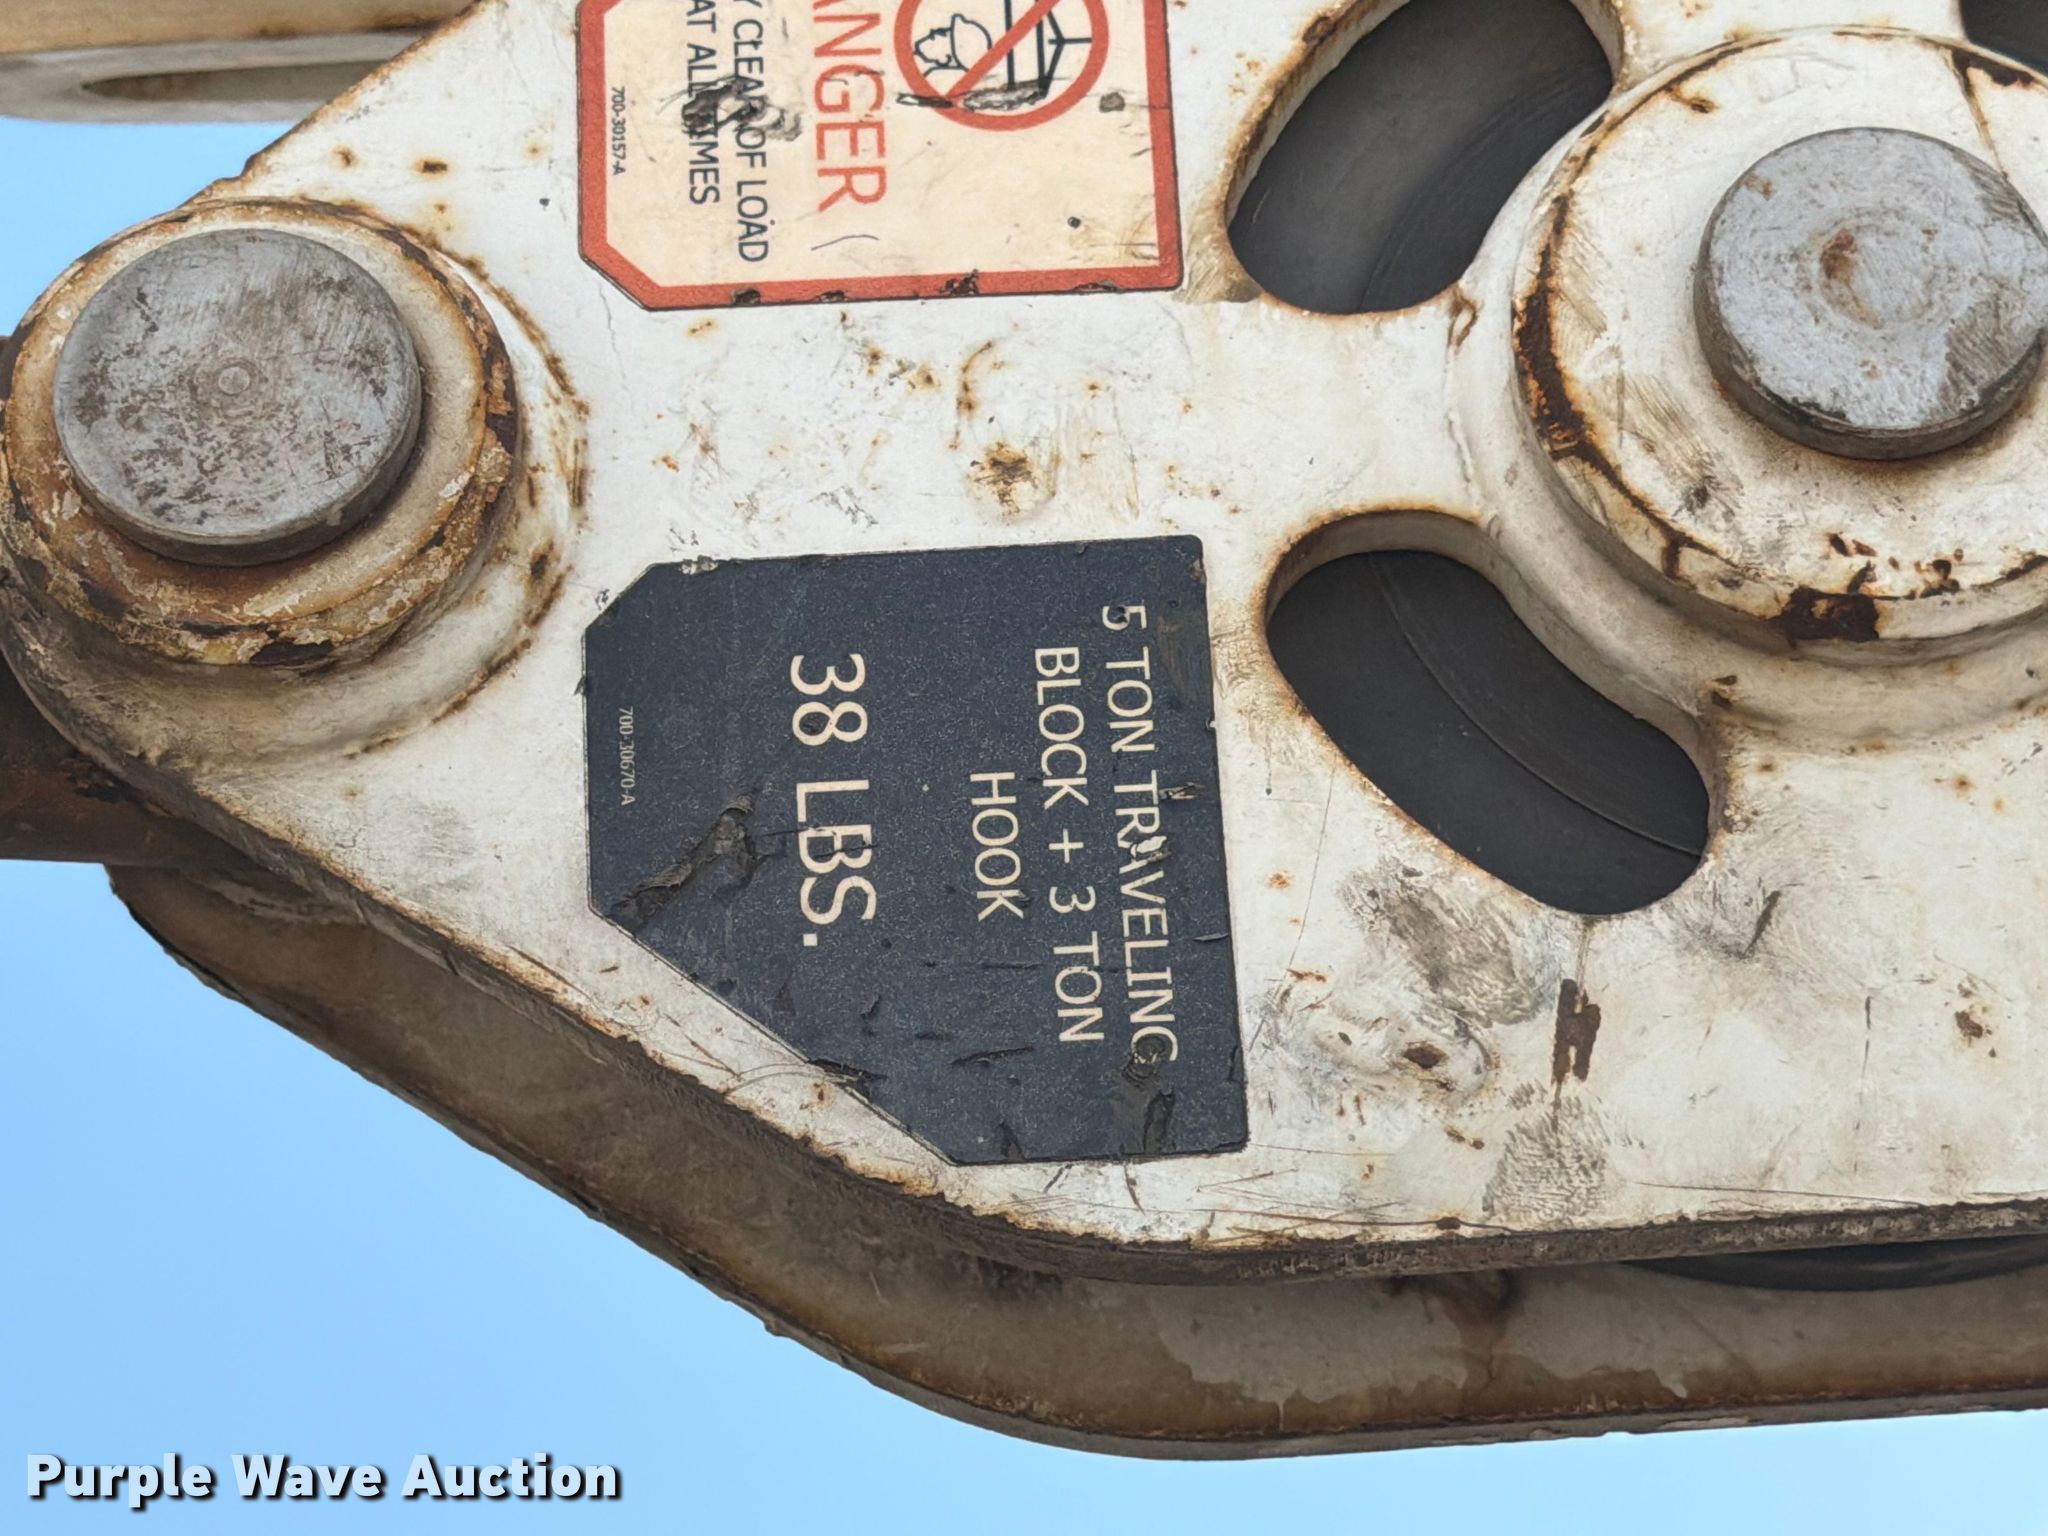 ANGER
Y CLEAR OF LOAD
AT ALL TIMES
700-30157-A
5 TON TRAVELING
BLOCK + 3 TON
HOOK
38 LBS.
700-30670-A
Purple Wave Auction